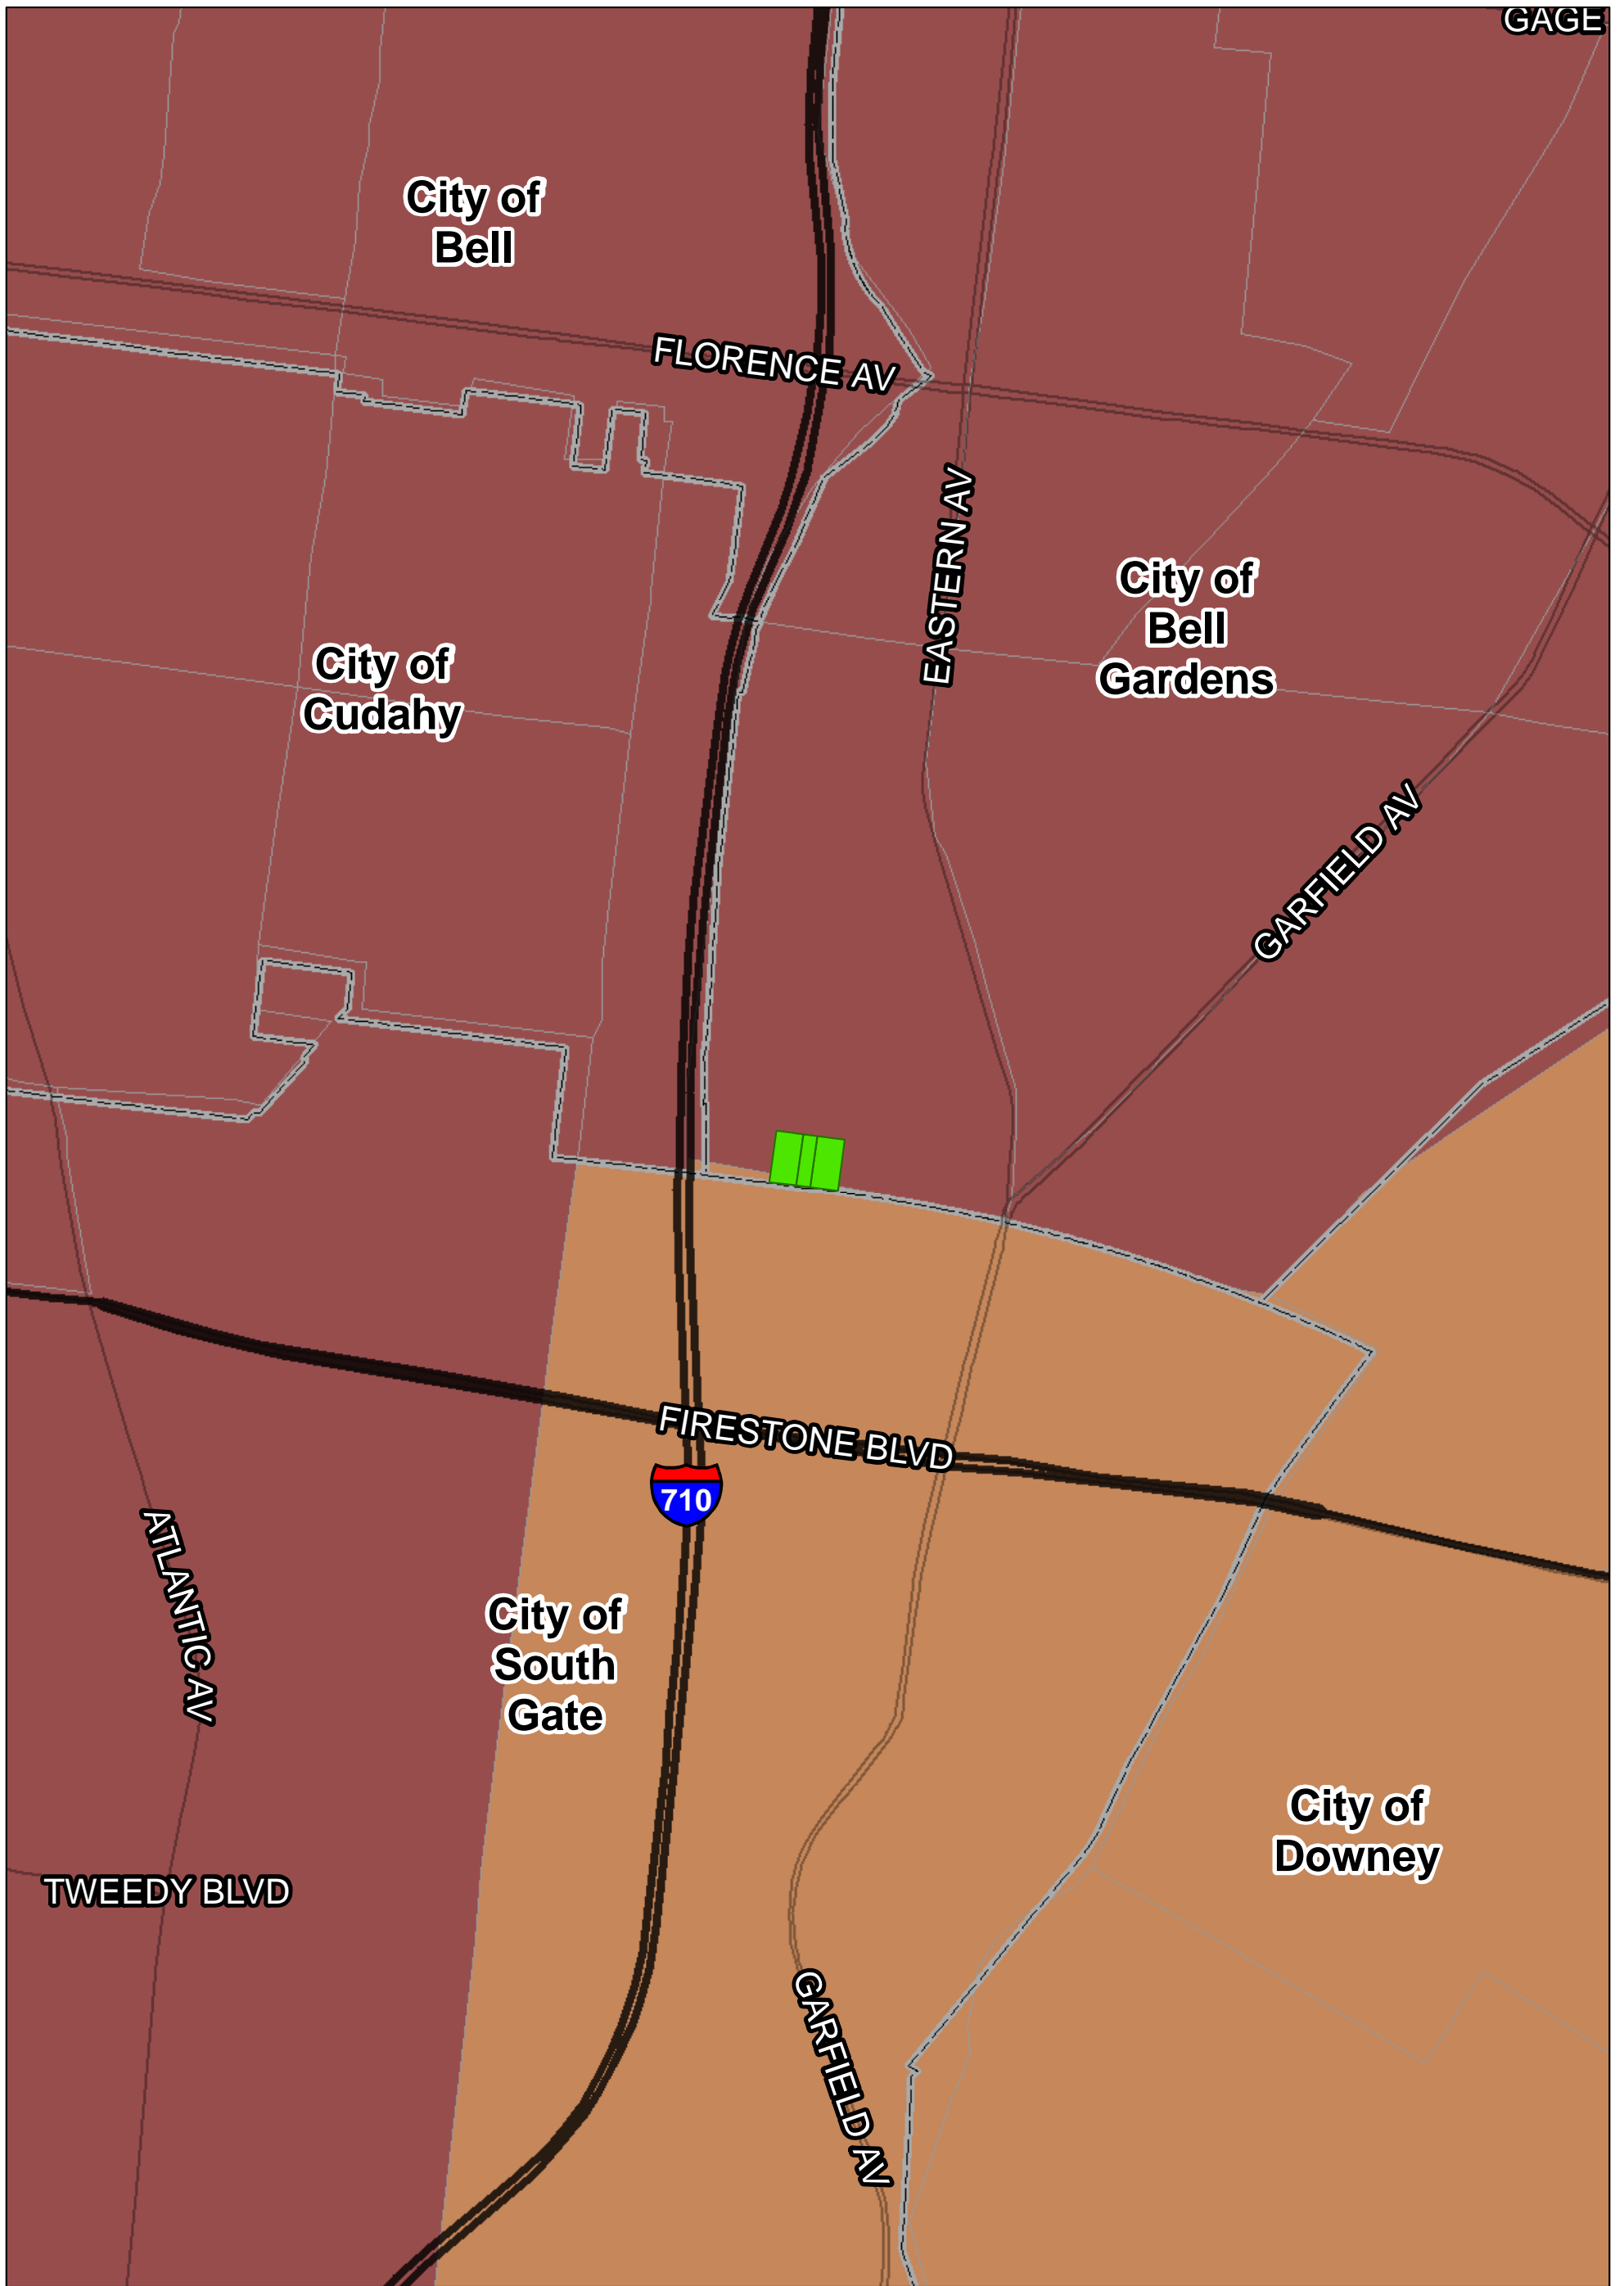 GAGE
City of
Bell
FLORENCE AV
EASTERN AV
City of
Bell
Gardens
City of
Cudahy
GARFIELD AV
FIRESTONE BLVD
710
ATLANTIC AV
City of
South
Gate
City of
Downey
TWEEDY BLVD
GARFIELD AV